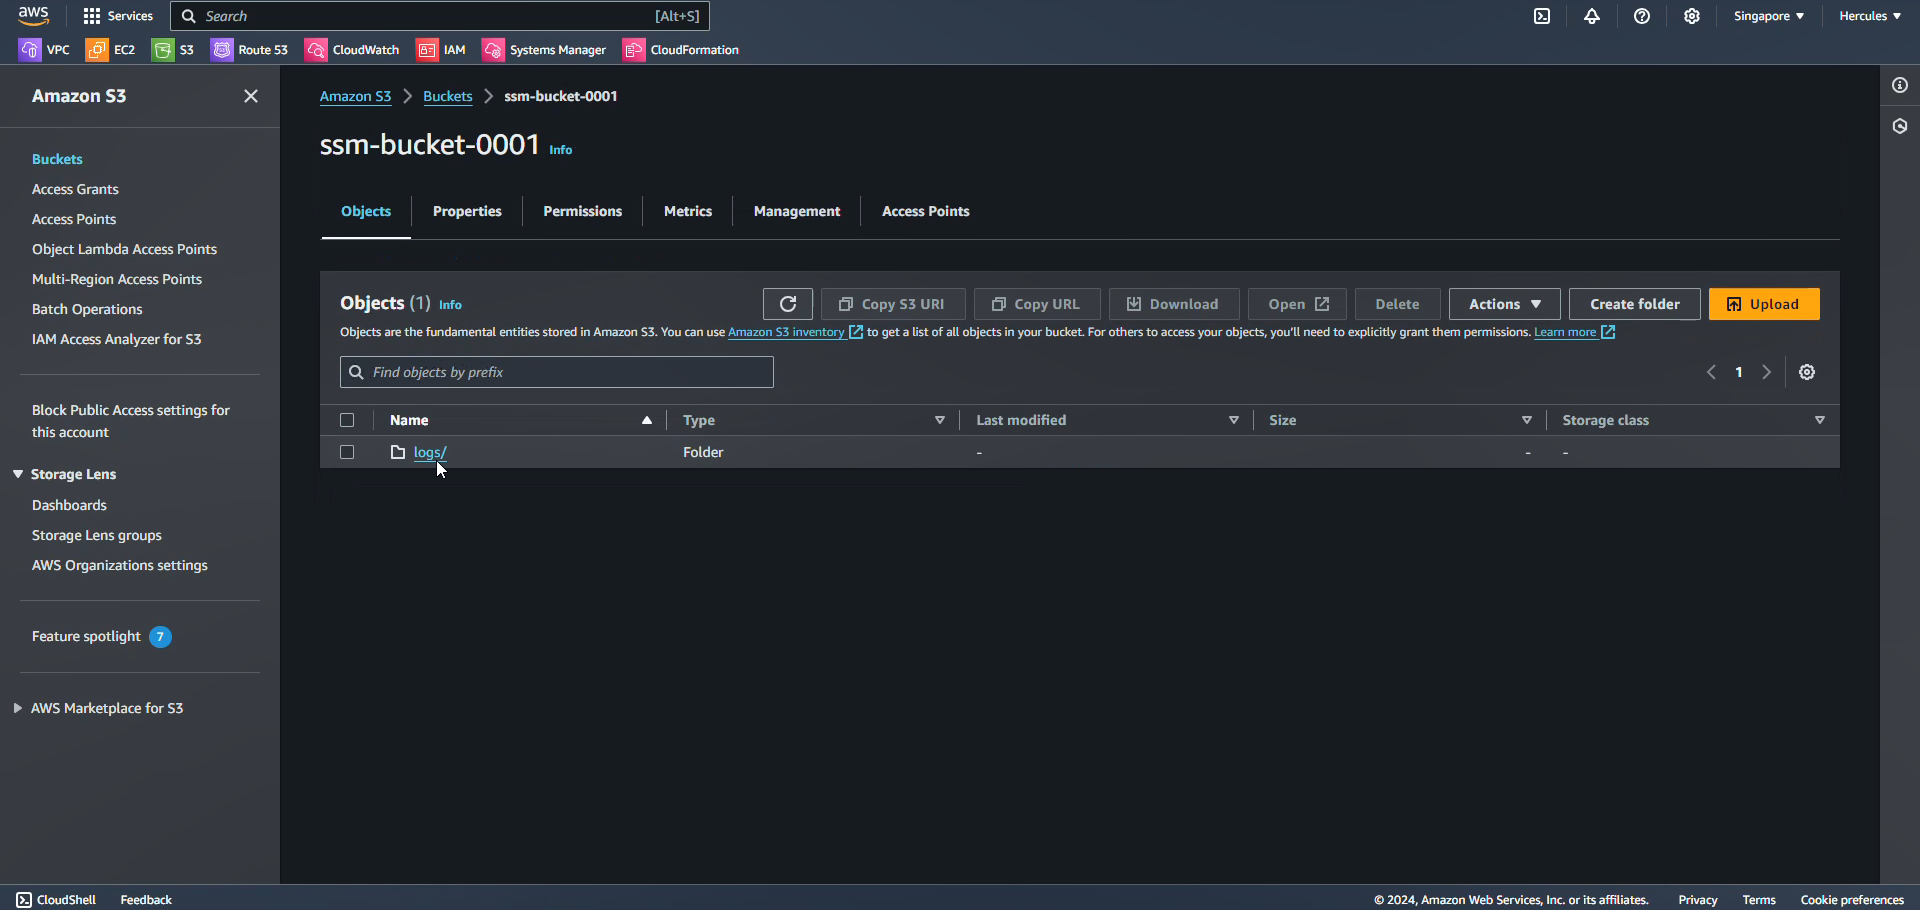 aws Services Search [Alt+S] Singapore ▼ Hercules ▼
VPC EC2 S3 Route 53 CloudWatch IAM Systems Manager CloudFormation
Amazon S3
Buckets
Access Grants
Access Points
Object Lambda Access Points
Multi-Region Access Points
Batch Operations
IAM Access Analyzer for S3
Block Public Access settings for
this account
Storage Lens
Dashboards
Storage Lens groups
AWS Organizations settings
Feature spotlight 7
AWS Marketplace for S3
Amazon S3 > Buckets > ssm-bucket-0001
ssm-bucket-0001 Info
Objects Properties Permissions Metrics Management Access Points
Objects (1) Info Copy S3 URI Copy URL Download Open Delete Actions ▼ Create folder Upload
Objects are the fundamental entities stored in Amazon S3. You can use Amazon S3 inventory to get a list of all objects in your bucket. For others to access your objects, you'll need to explicitly grant them permissions. Learn more
Find objects by prefix < 1 >
Name Type Last modified Size Storage class
logs/ Folder - - -
CloudShell Feedback © 2024, Amazon Web Services, Inc. or its affiliates. Privacy Terms Cookie preferences